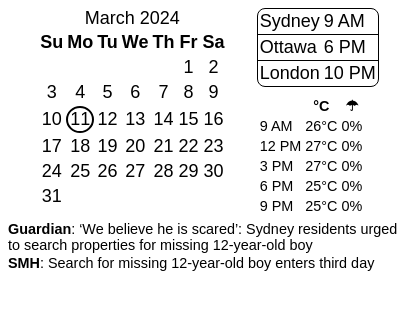 March 2024
Su Mo Tu We Th Fr Sa
1 2
3 4 5 6 7 8 9
10 11 12 13 14 15 16
17 18 19 20 21 22 23
24 25 26 27 28 29 30
31
Sydney 9 AM
Ottawa 6 PM
London 10 PM
°C ☂
9 AM 26°C 0%
12 PM 27°C 0%
3 PM 27°C 0%
6 PM 25°C 0%
9 PM 25°C 0%
Guardian: ‘We believe he is scared’: Sydney residents urged
to search properties for missing 12-year-old boy
SMH: Search for missing 12-year-old boy enters third day